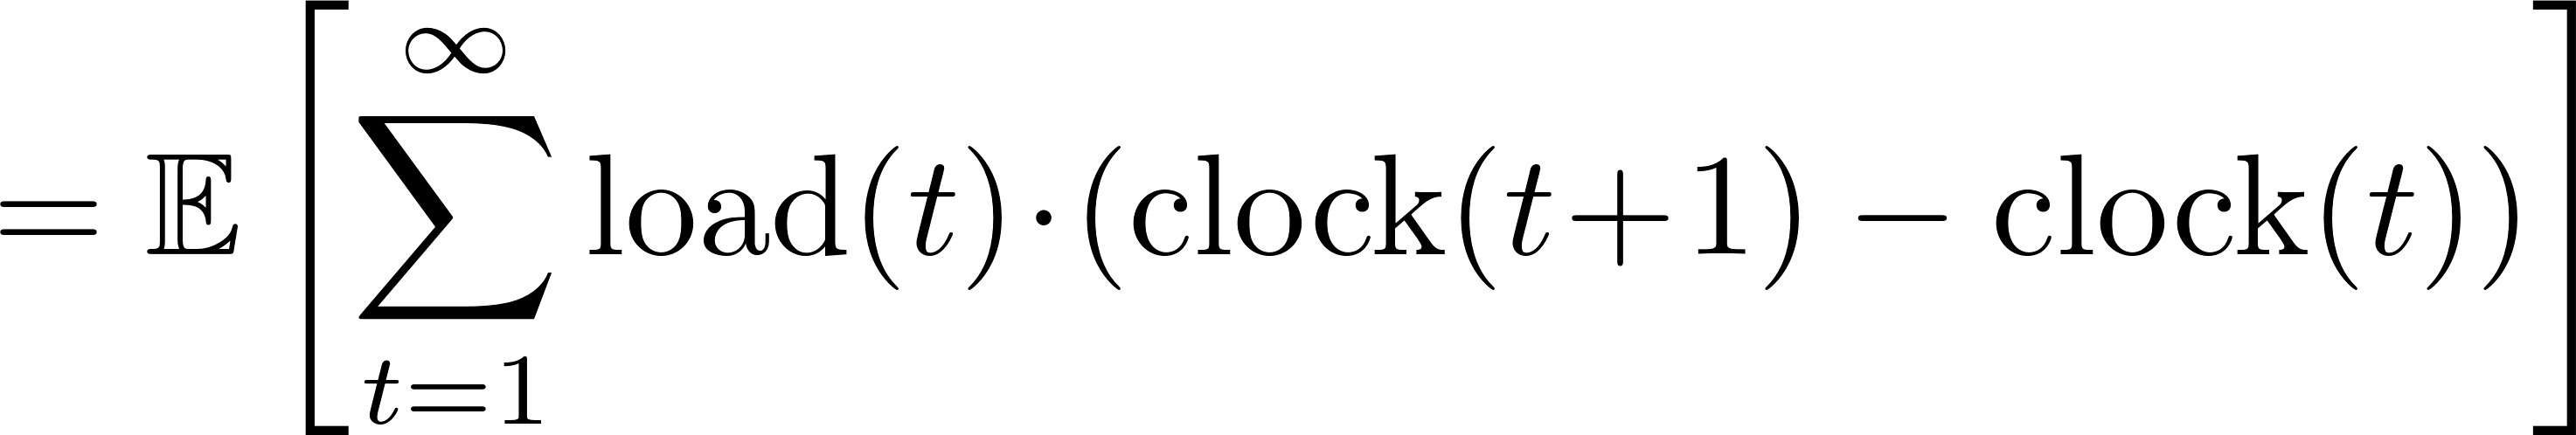 = 𝔼 [ ∑_{t=1}^{∞} load(t) · (clock(t+1) − clock(t)) ]